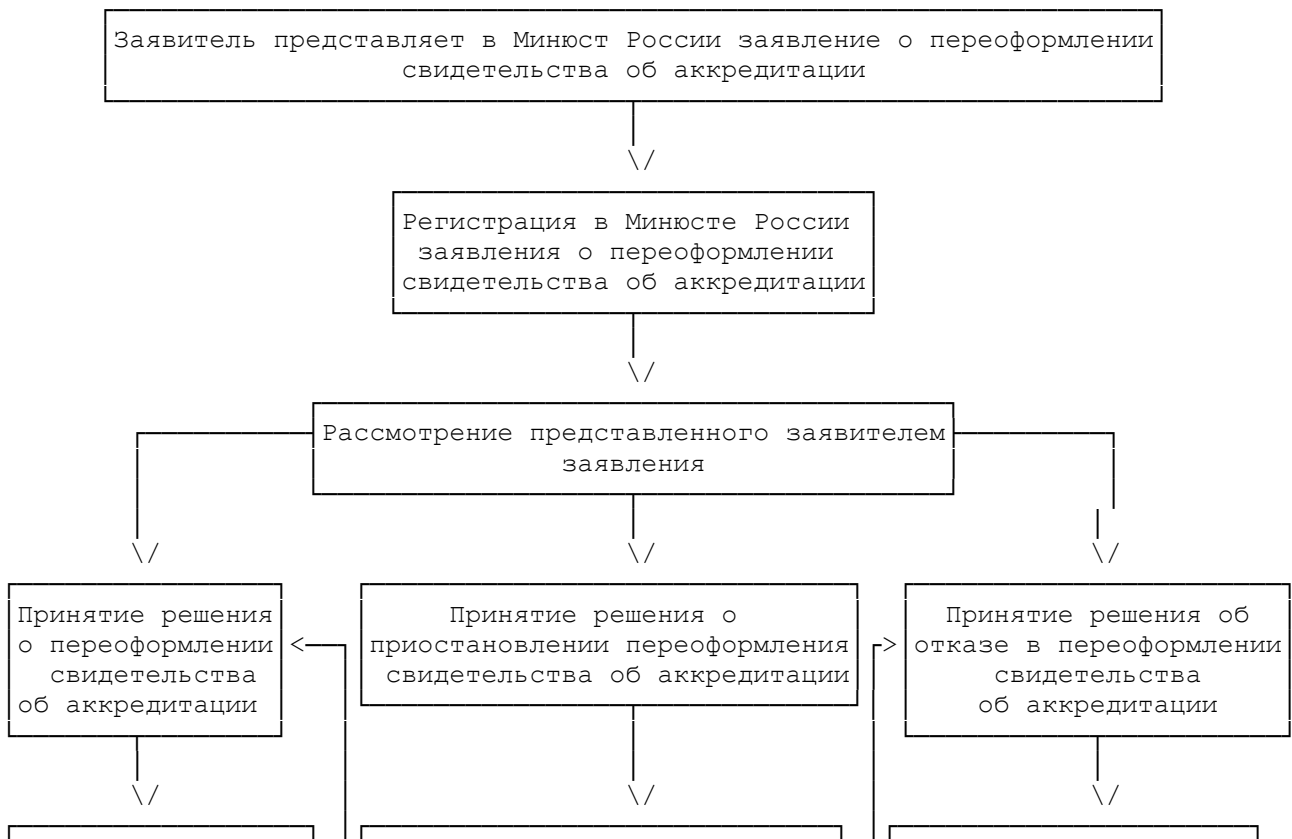 Заявитель представляет в Минюст России заявление о переоформлении
свидетельства об аккредитации
Регистрация в Минюсте России
заявления о переоформлении
свидетельства об аккредитации
Рассмотрение представленного заявителем
заявления
Принятие решения
о переоформлении
свидетельства
об аккредитации
Принятие решения о
приостановлении переоформления
свидетельства об аккредитации
Принятие решения об
отказе в переоформлении
свидетельства
об аккредитации